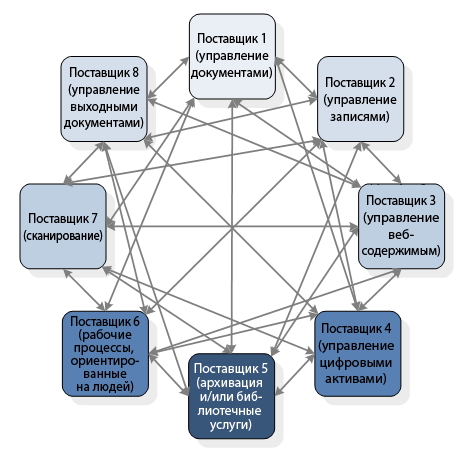 Поставщик 1
(управление
документами)
Поставщик 8
(управление
выходными
документами)
Поставщик 2
(управление
записями)
Поставщик 7
(сканирование)
Поставщик 3
(управление
веб-
содержимым)
Поставщик 6
(рабочие
процессы,
ориентиро-
ванные
на людей)
Поставщик 4
(управление
цифровыми
активами)
Поставщик 5
(архивация
и/или биб-
лиотечные
услуги)